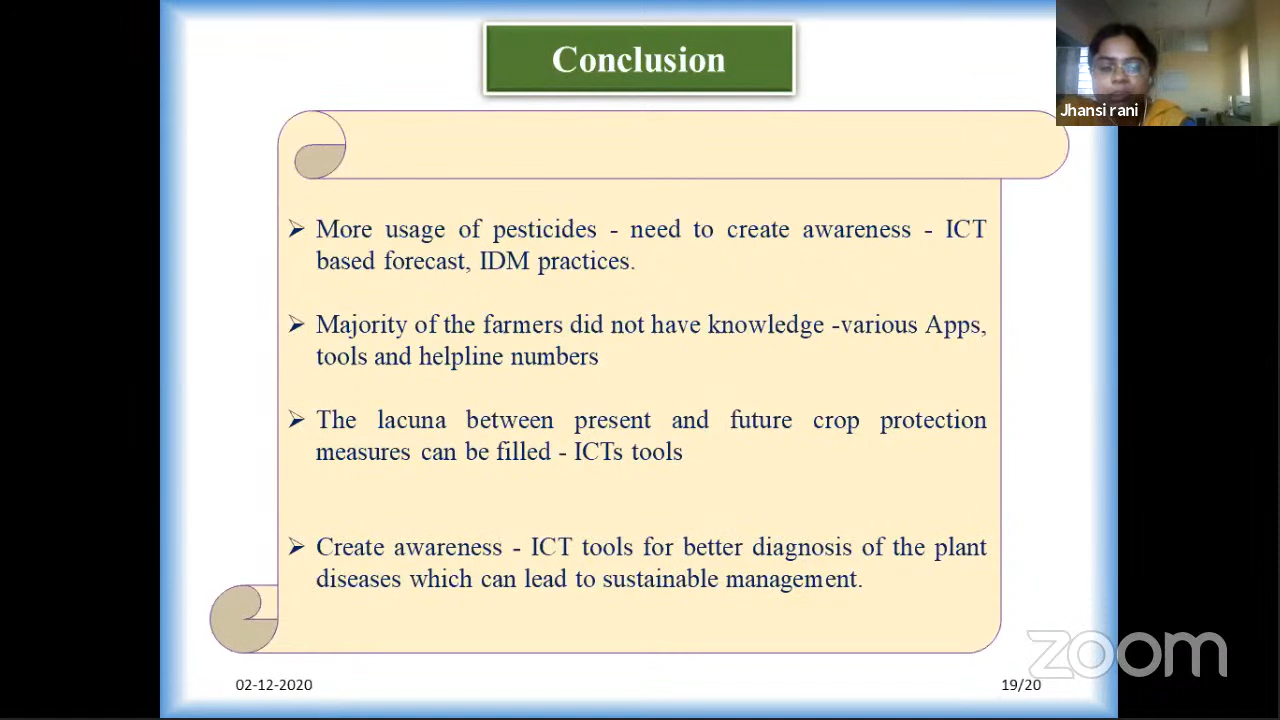 Conclusion
Jhansi rani
➢ More usage of pesticides - need to create awareness - ICT
based forecast, IDM practices.
➢ Majority of the farmers did not have knowledge -various Apps,
tools and helpline numbers
➢ The lacuna between present and future crop protection
measures can be filled - ICTs tools
➢ Create awareness - ICT tools for better diagnosis of the plant
diseases which can lead to sustainable management.
zoom
02-12-2020
19/20